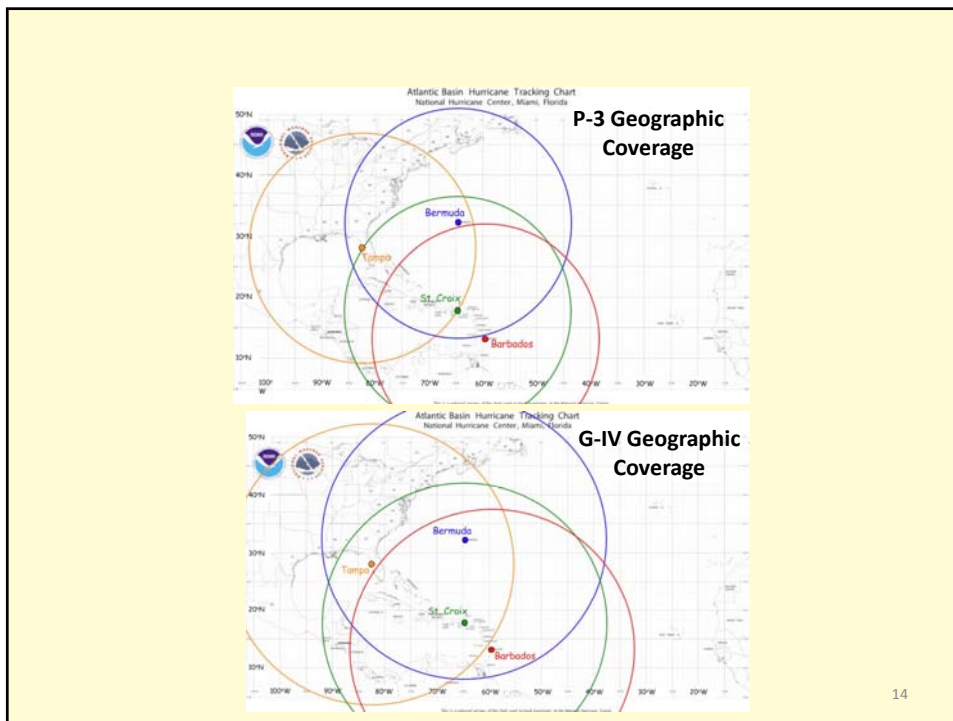 Atlantic Basin Hurricane Tracking Chart
National Hurricane Center, Miami, Florida
P-3 Geographic
Coverage
50°N
40°N
30°N
20°N
10°N
Bermuda
Tampa
St. Croix
Barbados
100°
W
90°W
80°W
70°W
60°W
50°W
40°W
30°W
20°W
10°W
Atlantic Basin Hurricane Tracking Chart
National Hurricane Center, Miami, Florida
G-IV Geographic
Coverage
50°N
40°N
30°N
20°N
10°N
Bermuda
Tampa
St. Croix
Barbados
100°W
90°W
80°W
70°W
60°W
50°W
40°W
30°W
20°W
10°W
14